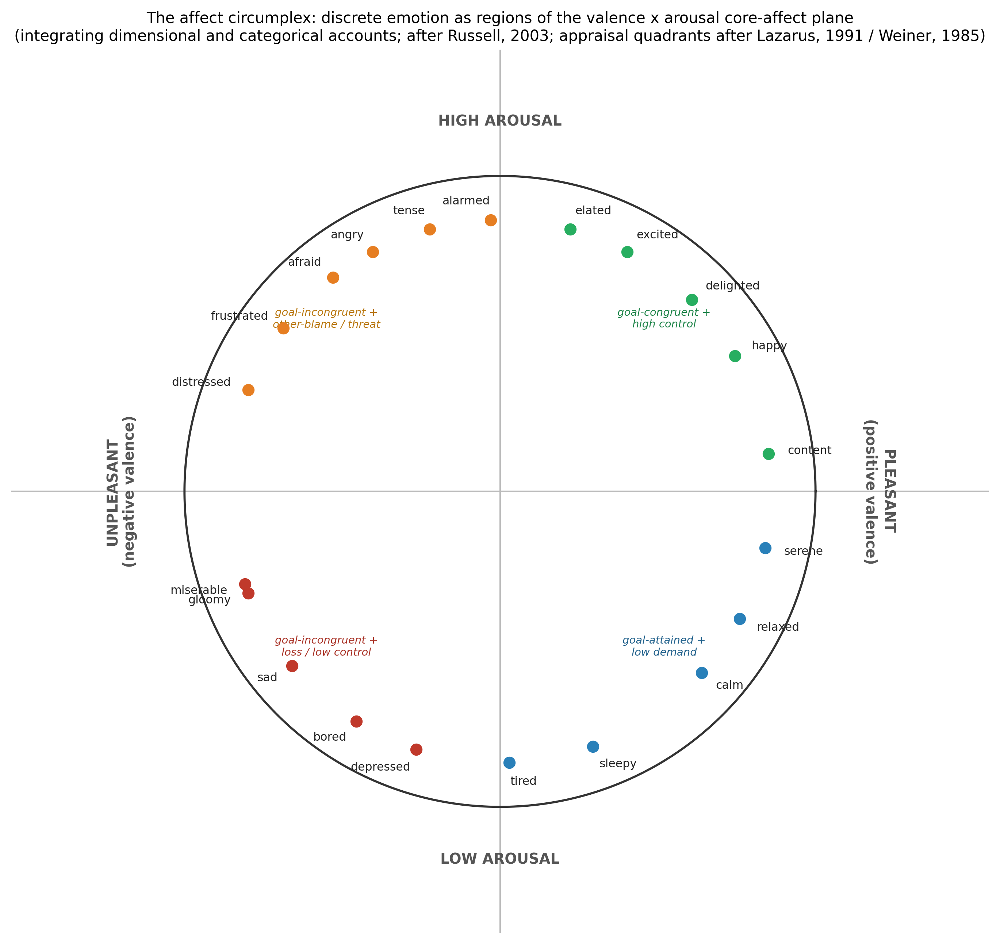 The affect circumplex: discrete emotion as regions of the valence x arousal core-affect plane
(integrating dimensional and categorical accounts; after Russell, 2003; appraisal quadrants after Lazarus, 1991 / Weiner, 1985)
HIGH AROUSAL
alarmed
tense
elated
angry
excited
afraid
delighted
frustrated
goal-incongruent +
other-blame / threat
goal-congruent +
high control
happy
distressed
content
UNPLEASANT
(negative valence)
PLEASANT
(positive valence)
serene
miserable
gloomy
relaxed
goal-incongruent +
loss / low control
goal-attained +
low demand
sad
calm
bored
depressed
sleepy
tired
LOW AROUSAL